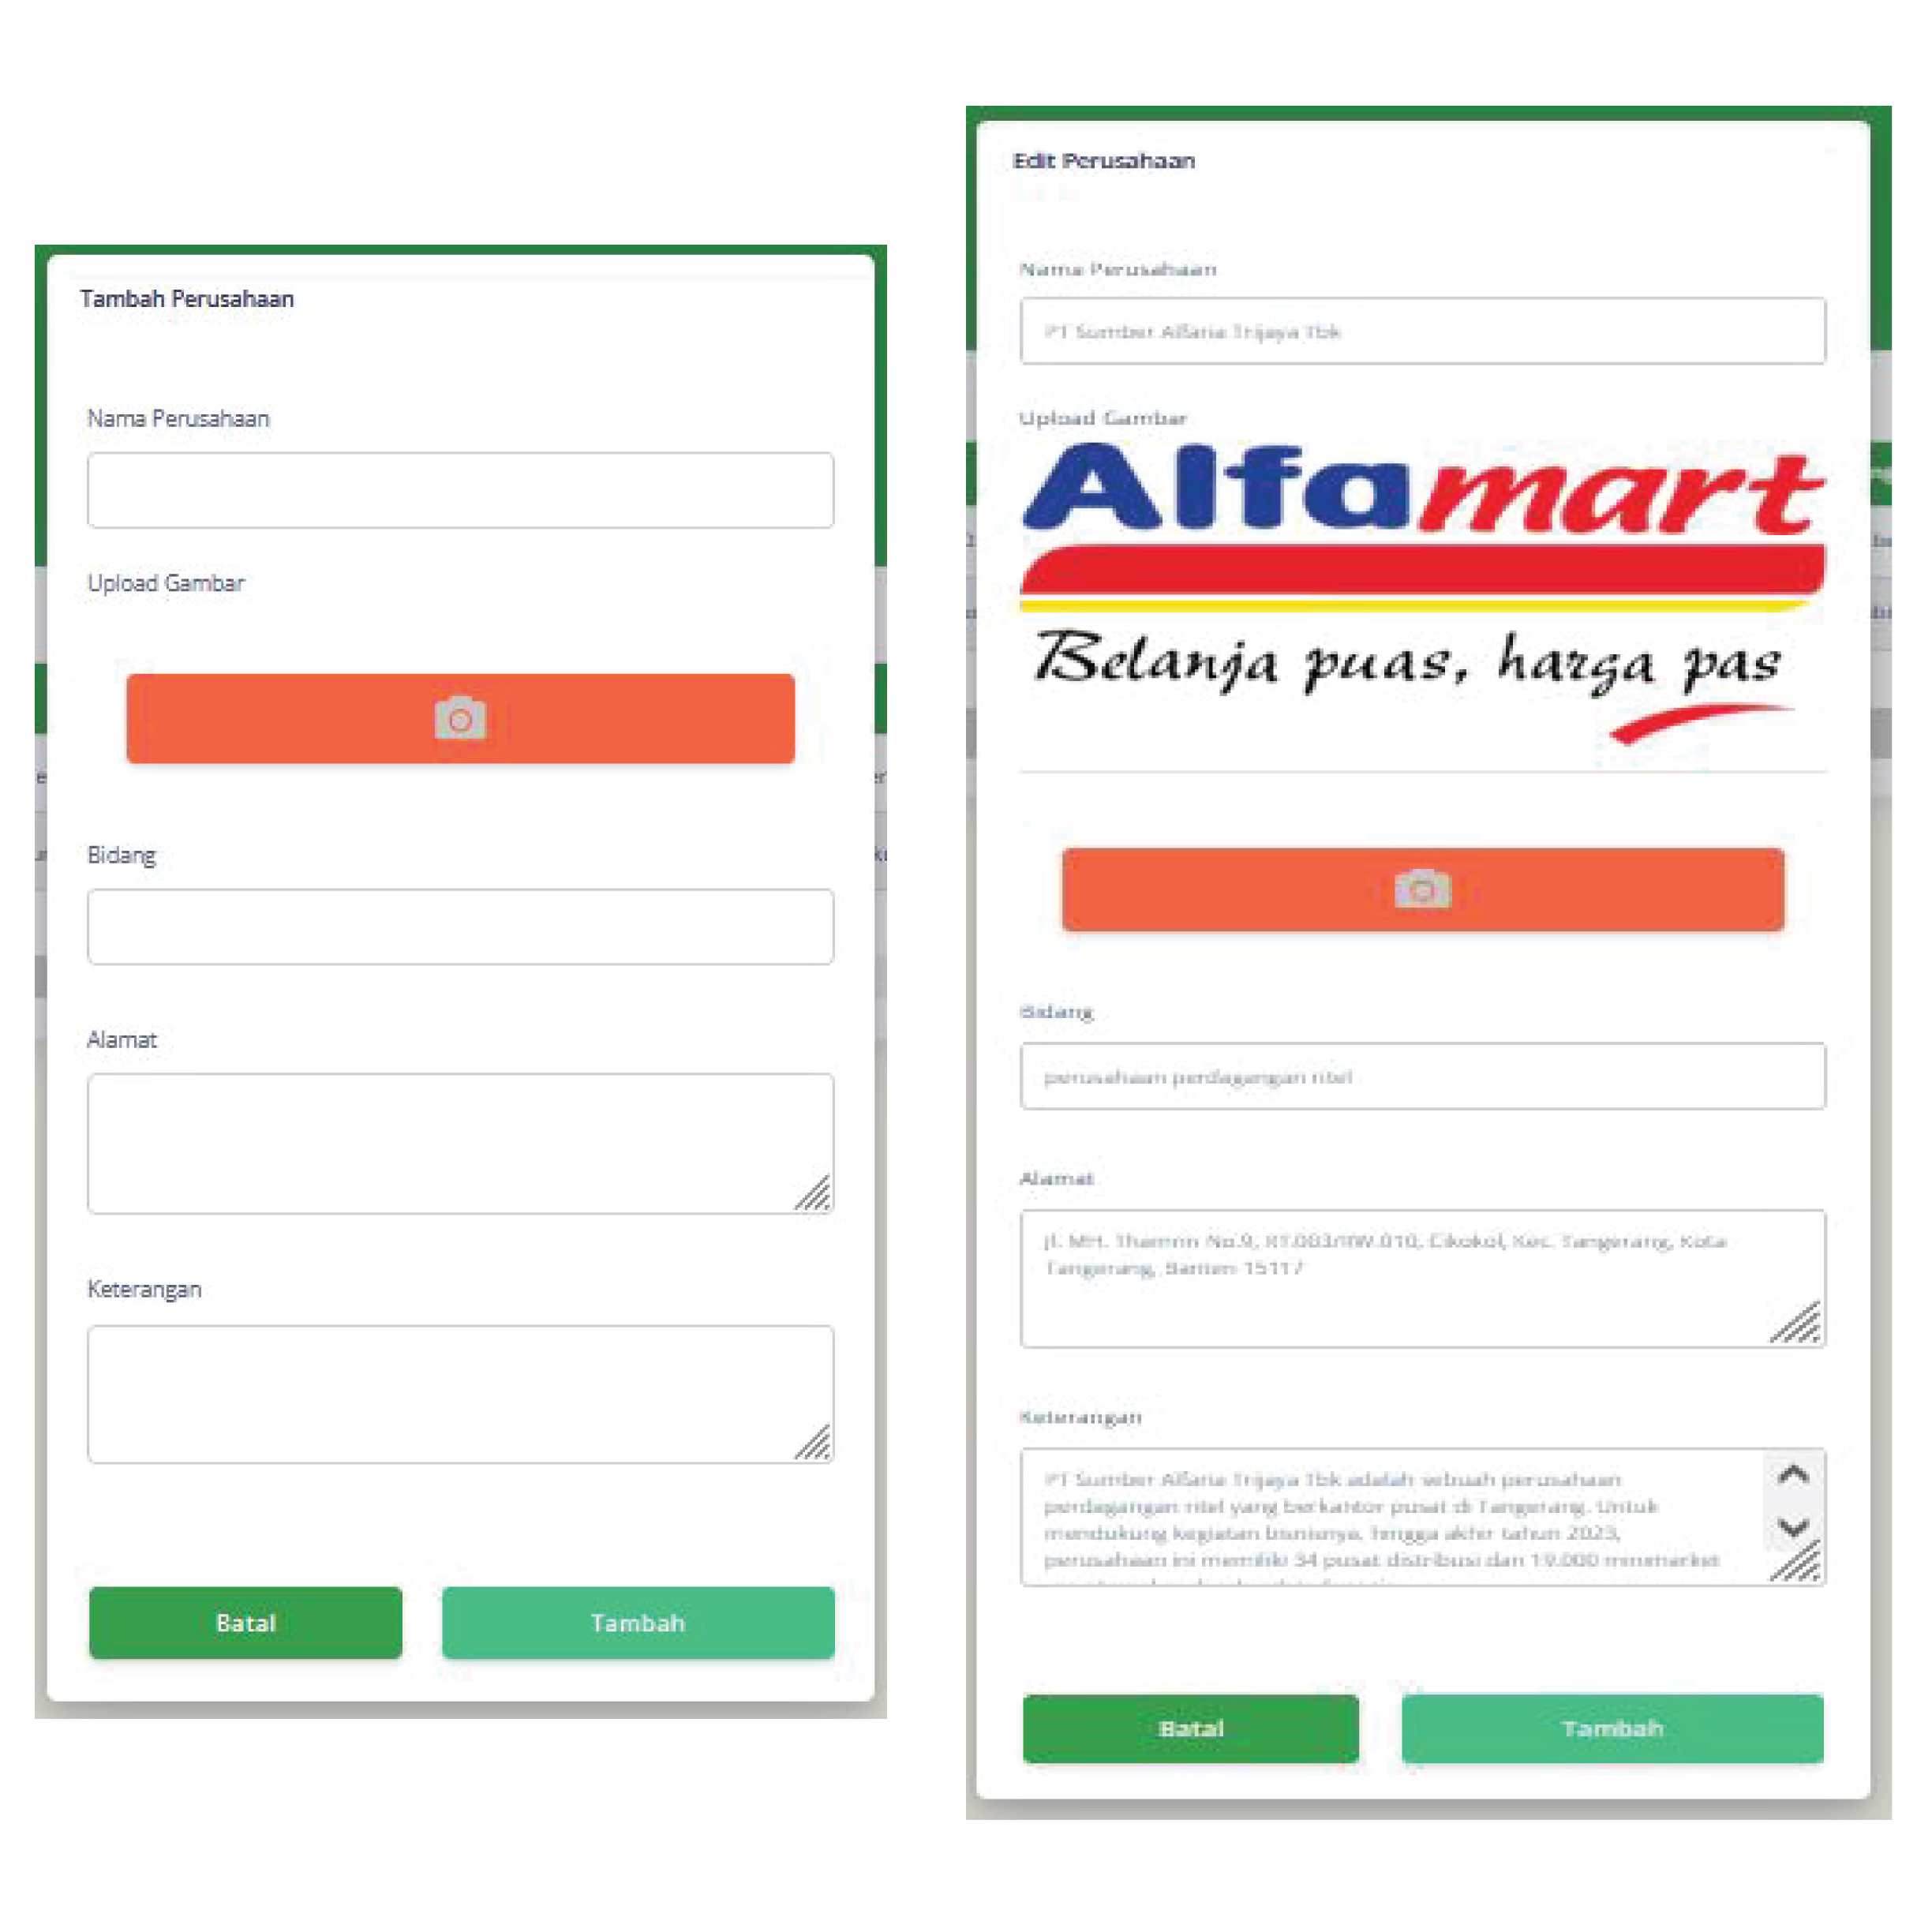 Tambah Perusahaan
Nama Perusahaan
Upload Gambar
Bidang
Alamat
Keterangan
Batal
Tambah
Edit Perusahaan
Nama Perusahaan
PT Sumber Alfaria Trijaya Tbk
Upload Gambar
Alfamart
Belanja puas, harga pas
Bidang
perusahaan perdagangan ritel
Alamat
Jl. MH. Thamrin No.9, RT.003/RW.010, Cikokol, Kec. Tangerang, Kota
Tangerang, Banten 15117
Keterangan
PT Sumber Alfaria Trijaya Tbk adalah sebuah perusahaan
perdagangan ritel yang berkantor pusat di Tangerang. Untuk
mendukung kegiatan bisnisnya, hingga akhir tahun 2023,
perusahaan ini memiliki 34 pusat distribusi dan 19.000 minimarket
Batal
Tambah